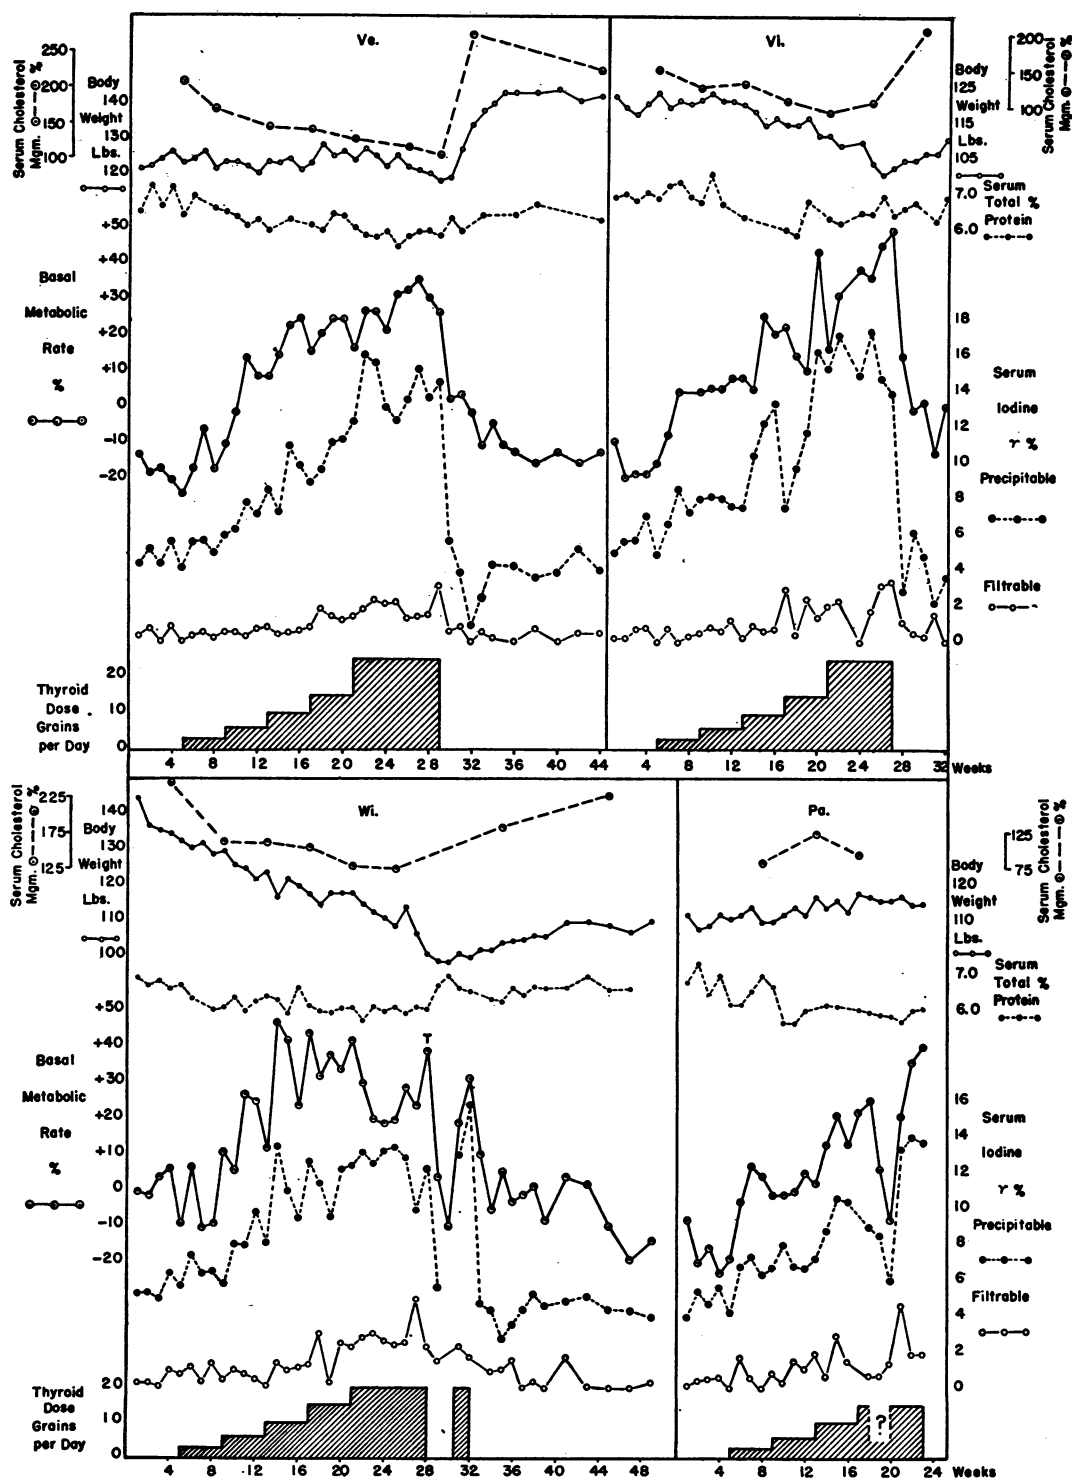 Ve.
Vi.
Serum Cholesterol
Mgm. %
250
200
150
100
Body
140
Weight
130
Lbs.
120
+50
+40
Basal
+30
Metabolic
+20
Rate
+10
%
0
-10
-20
20
Thyroid
Dose
10
Grains
per Day
0
200
150
100
Serum Cholesterol
Mgm. %
Body
125
Weight
115
Lbs.
105
7.0
Serum
Total %
Protein
6.0
18
16
Serum
14
Iodine
12
γ %
10
Precipitable
8
6
4
Filtrable
2
0
4 8 12 16 20 24 28 32 36 40 44
4 8 12 16 20 24 28 32 Weeks
Wi.
Pa.
Serum Cholesterol
Mgm. %
225
175
125
140
Body
130
Weight
120
Lbs.
110
100
+50
+40
Basal
+30
Metabolic
+20
Rate
+10
%
0
-10
-20
T
Thyroid
20
Dose
10
Grains
per Day
0
125
75
Serum Cholesterol
Mgm. %
Body
120
Weight
110
Lbs.
7.0
Serum
Total %
Protein
6.0
16
Serum
14
Iodine
12
γ %
10
Precipitable
8
6
Filtrable
4
2
0
?
4 8 12 16 20 24 28 32 36 40 44 48
4 8 12 16 20 24 Weeks